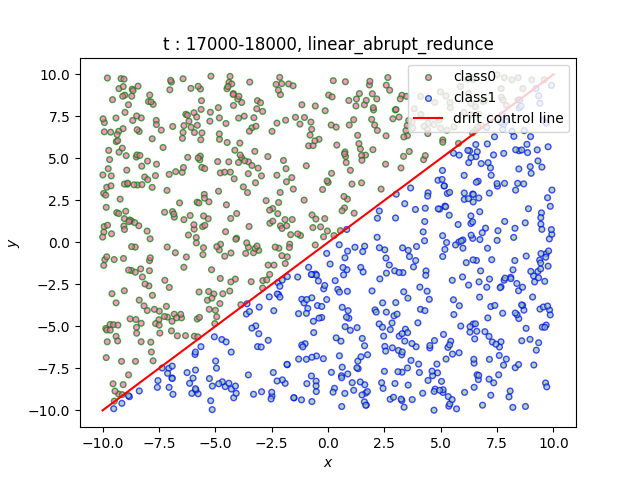 t : 17000-18000, linear_abrupt_redunce
class0
class1
drift control line
10.0
7.5
5.0
2.5
0.0
−2.5
−5.0
−7.5
−10.0
y
−10.0 −7.5 −5.0 −2.5 0.0 2.5 5.0 7.5 10.0
x